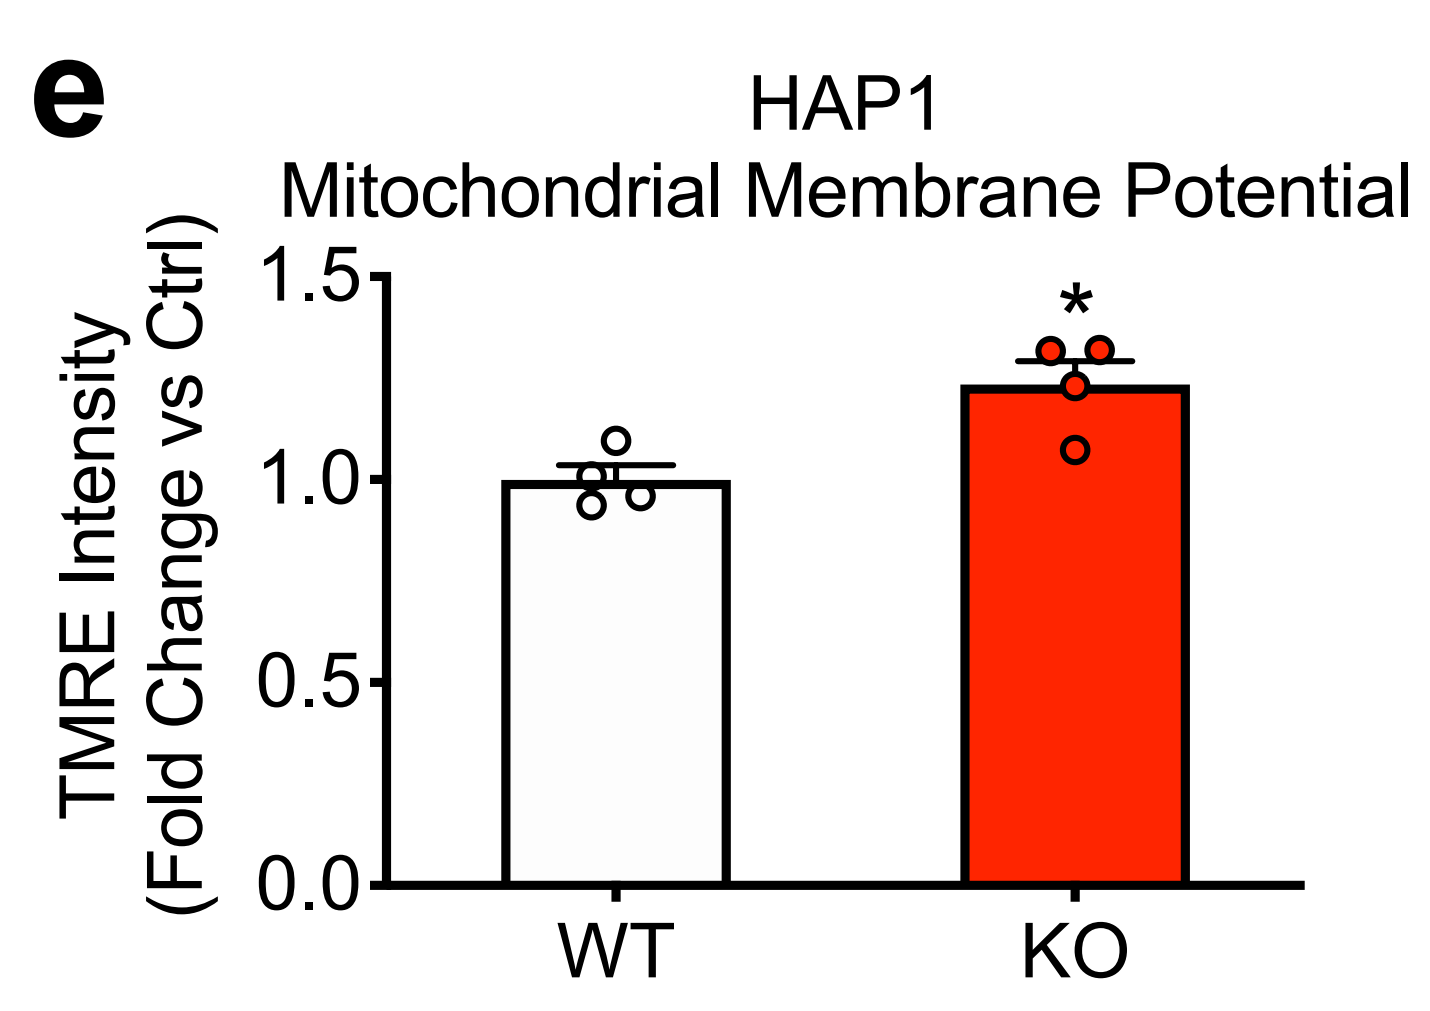 e
HAP1
Mitochondrial Membrane Potential
TMRE Intensity
(Fold Change vs Ctrl)
1.5
1.0
0.5
0.0
*
WT
KO